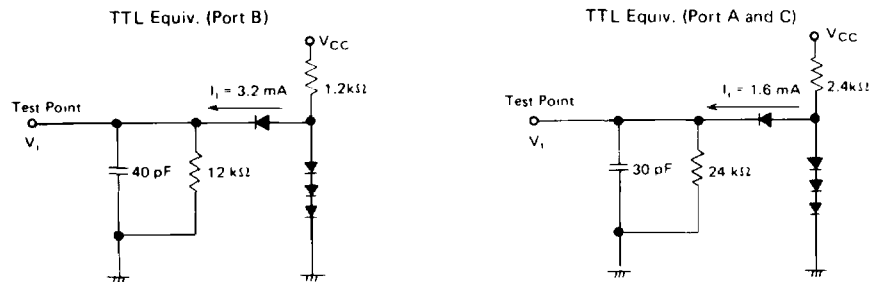 TTL Equiv. (Port B)
VCC
1.2kΩ
I₁ = 3.2 mA
Test Point
V₁
40 pF
12 kΩ
TTL Equiv. (Port A and C)
VCC
2.4kΩ
I₁ = 1.6 mA
Test Point
V₁
30 pF
24 kΩ